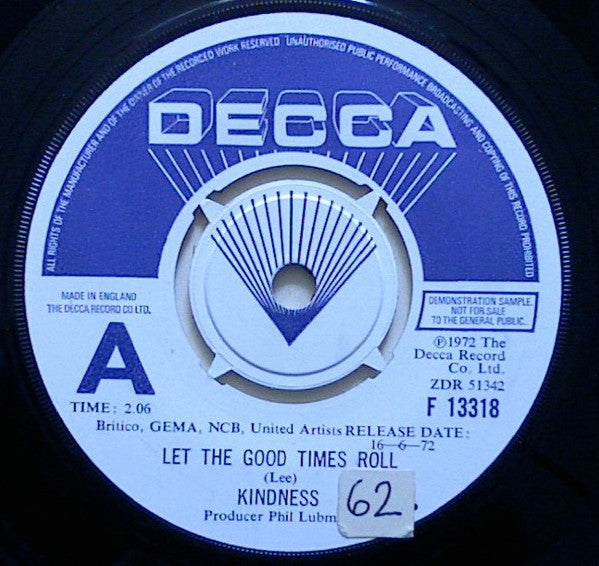 ALL RIGHTS OF THE MANUFACTURER AND OF THE OWNER OF THE RECORDED WORK RESERVED UNAUTHORISED PUBLIC PERFORMANCE BROADCASTING AND COPYING OF THIS RECORD PROHIBITED
DECCA
MADE IN ENGLAND
THE DECCA RECORD CO. LTD.
DEMONSTRATION SAMPLE
NOT FOR SALE
TO THE GENERAL PUBLIC.
A
℗1972 The
Decca Record
Co. Ltd.
ZDR 51342
TIME: 2.06
F 13318
Britico, GEMA, NCB, United Artists RELEASE DATE:
16-6-72
LET THE GOOD TIMES ROLL
(Lee)
KINDNESS
62
Producer Phil Lubm